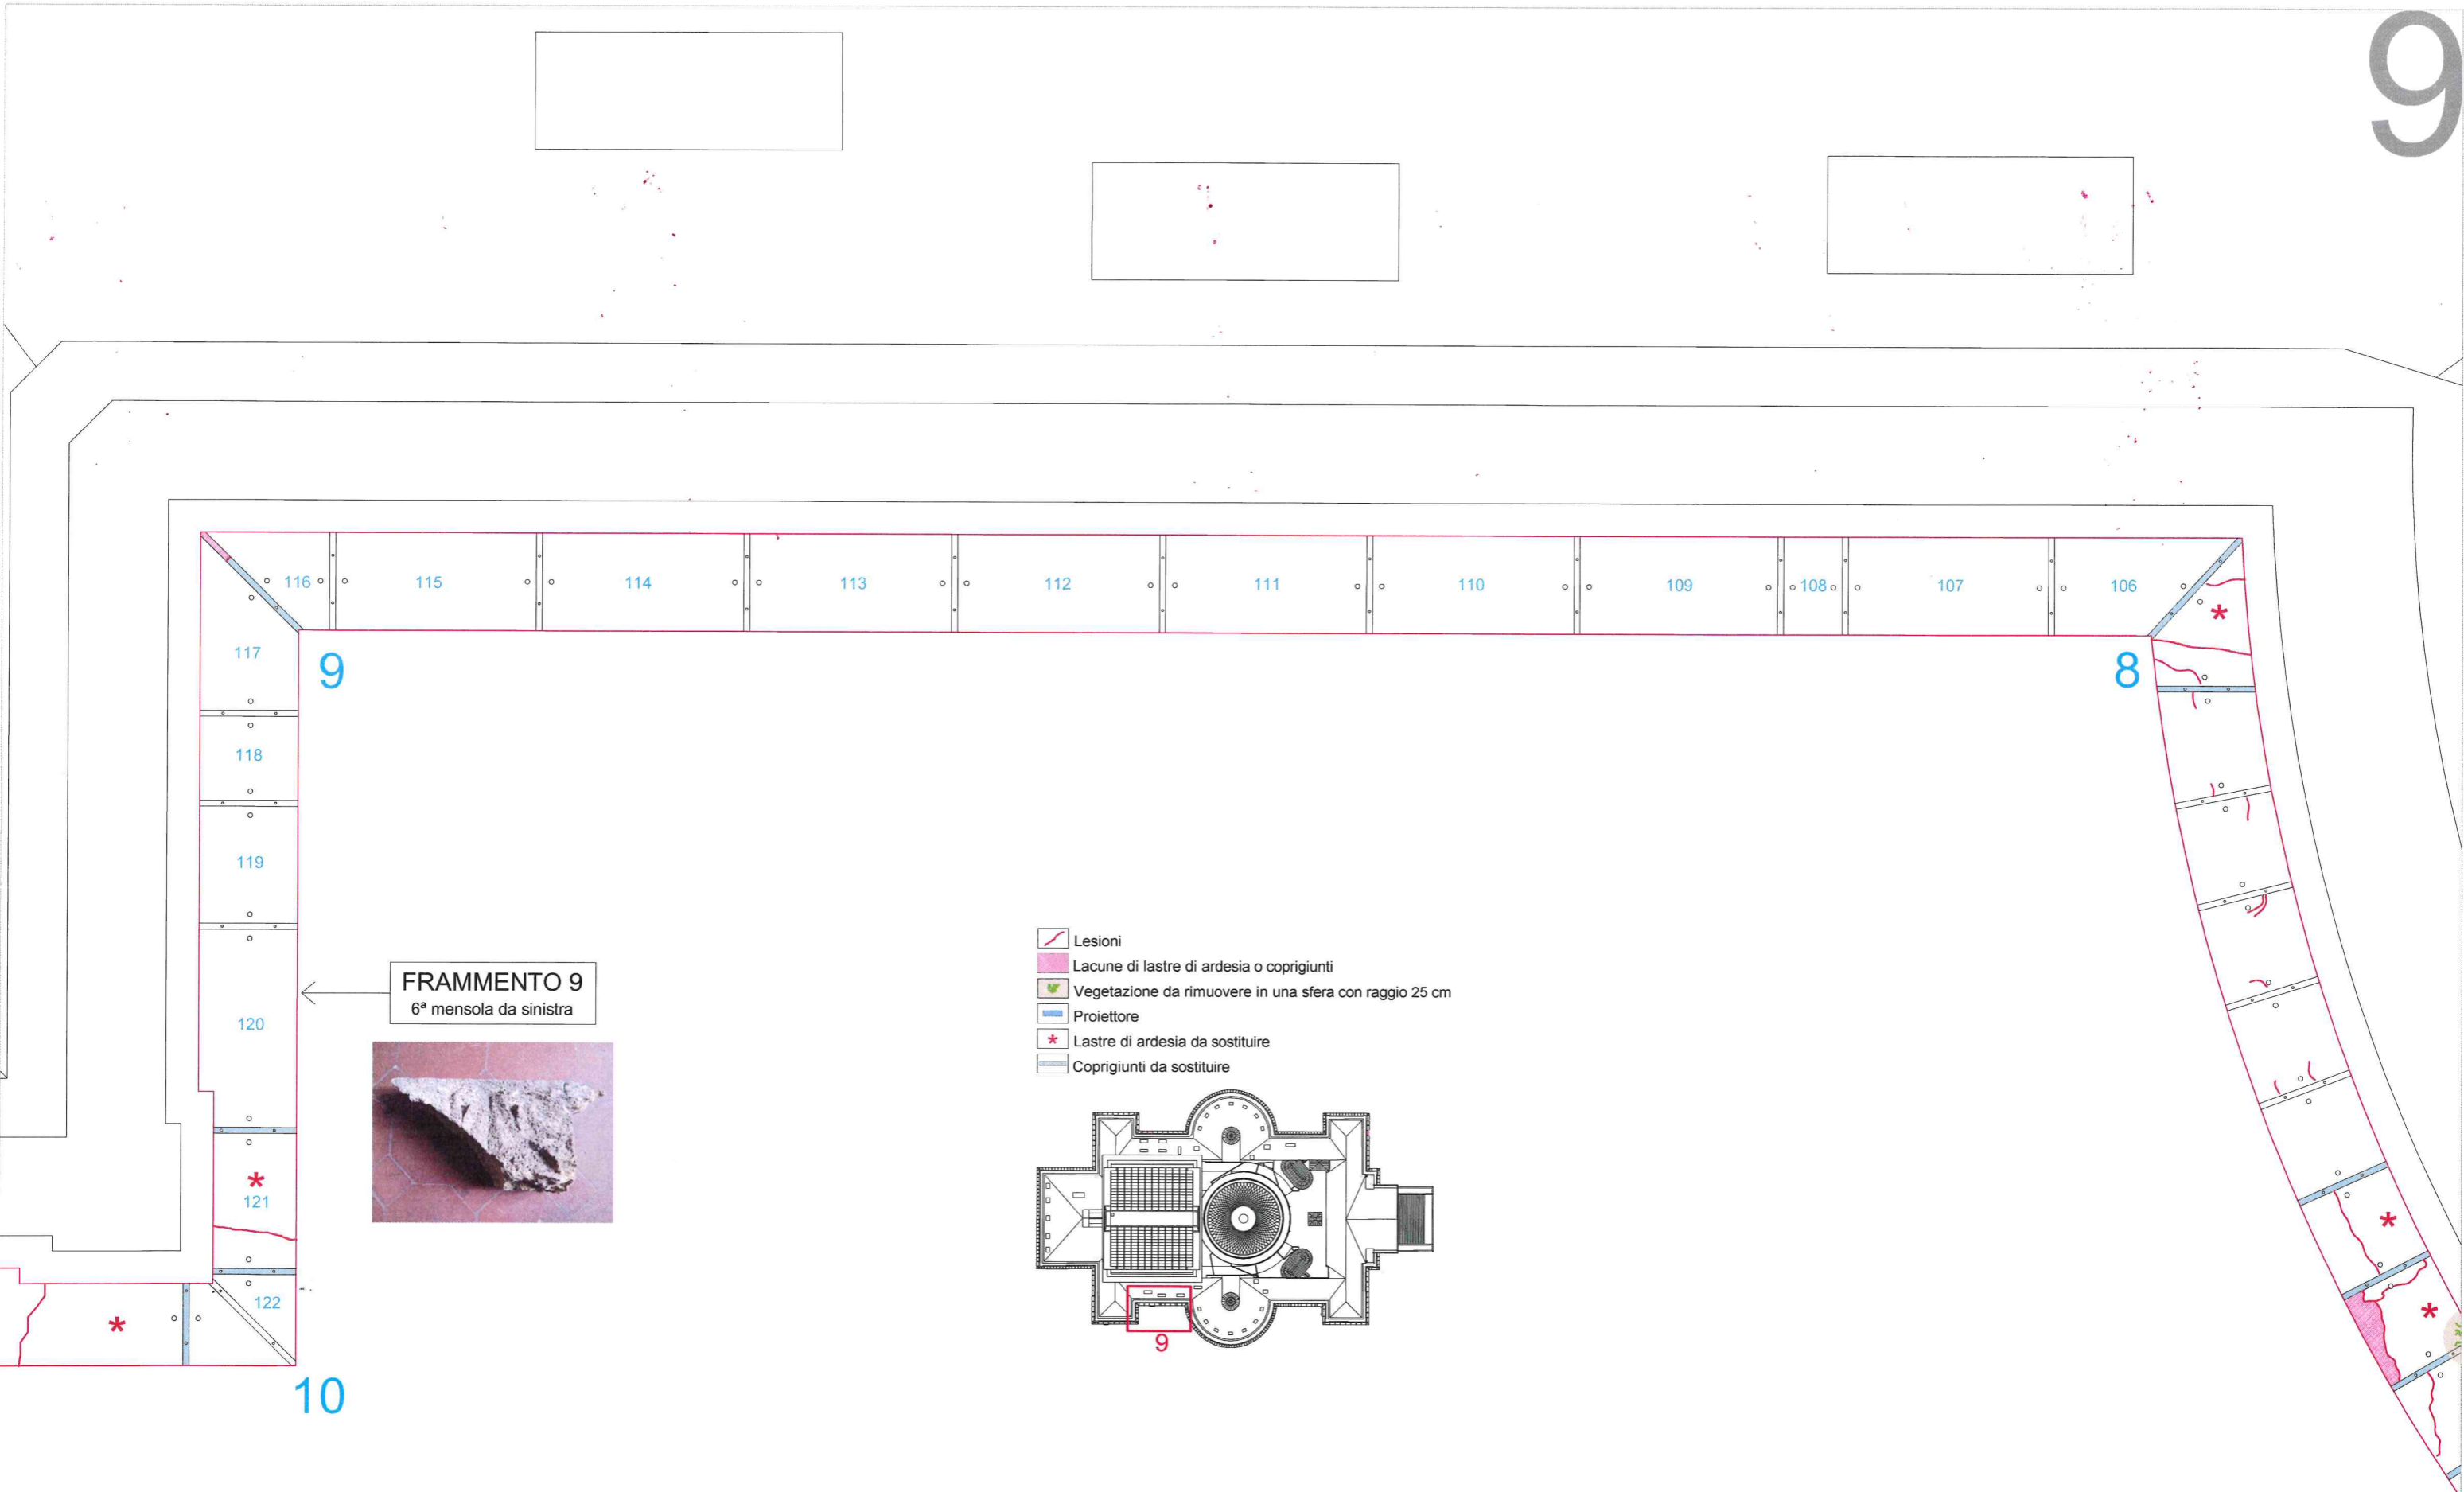 9
116
115
114
113
112
111
110
109
108
107
106
117
9
8
118
119
FRAMMENTO 9
6ª mensola da sinistra
120
121
122
10
Lesioni
Lacune di lastre di ardesia o coprigiunti
Vegetazione da rimuovere in una sfera con raggio 25 cm
Proiettore
* Lastre di ardesia da sostituire
Coprigiunti da sostituire
9